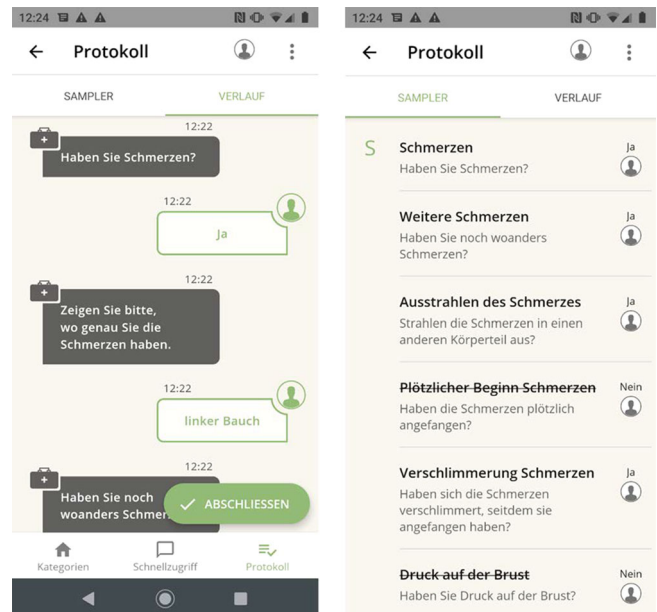 12:24
Protokoll
SAMPLER
VERLAUF
12:22
Haben Sie Schmerzen?
12:22
Ja
12:22
Zeigen Sie bitte,
wo genau Sie die
Schmerzen haben.
12:22
linker Bauch
12:22
Haben Sie noch
woanders Schmer
ABSCHLIESSEN
Kategorien
Schnellzugriff
Protokoll
12:24
Protokoll
SAMPLER
VERLAUF
S
Schmerzen
Ja
Haben Sie Schmerzen?
Weitere Schmerzen
Ja
Haben Sie noch woanders
Schmerzen?
Ausstrahlen des Schmerzes
Ja
Strahlen die Schmerzen in einen
anderen Körperteil aus?
Plötzlicher Beginn Schmerzen
Nein
Haben die Schmerzen plötzlich
angefangen?
Verschlimmerung Schmerzen
Ja
Haben sich die Schmerzen
verschlimmert, seitdem sie
angefangen haben?
Druck auf der Brust
Nein
Haben Sie Druck auf der Brust?